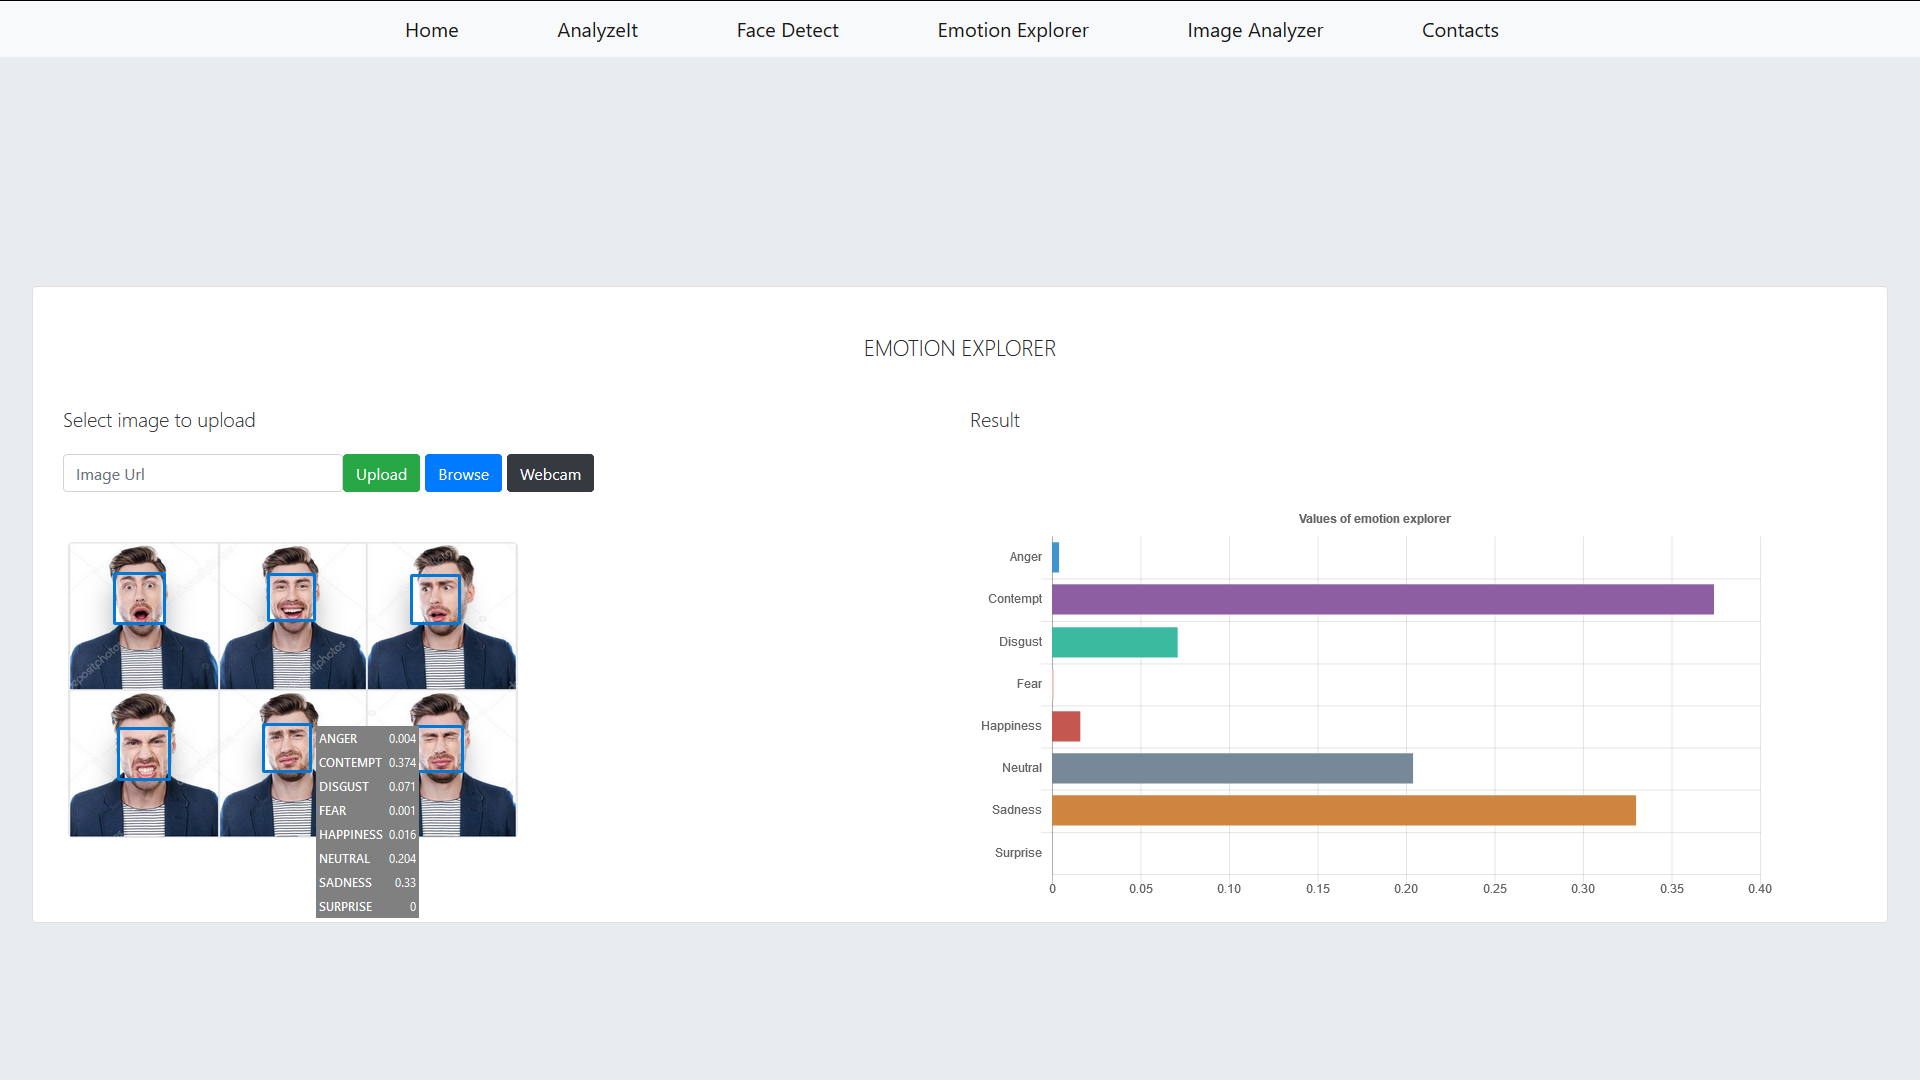 Home AnalyzeIt Face Detect Emotion Explorer Image Analyzer Contacts
EMOTION EXPLORER
Select image to upload
Image Url Upload Browse Webcam
depositphotos
ANGER 0.004
CONTEMPT 0.374
DISGUST 0.071
FEAR 0.001
HAPPINESS 0.016
NEUTRAL 0.204
SADNESS 0.33
SURPRISE 0
Result
Values of emotion explorer
Anger
Contempt
Disgust
Fear
Happiness
Neutral
Sadness
Surprise
0 0.05 0.10 0.15 0.20 0.25 0.30 0.35 0.40